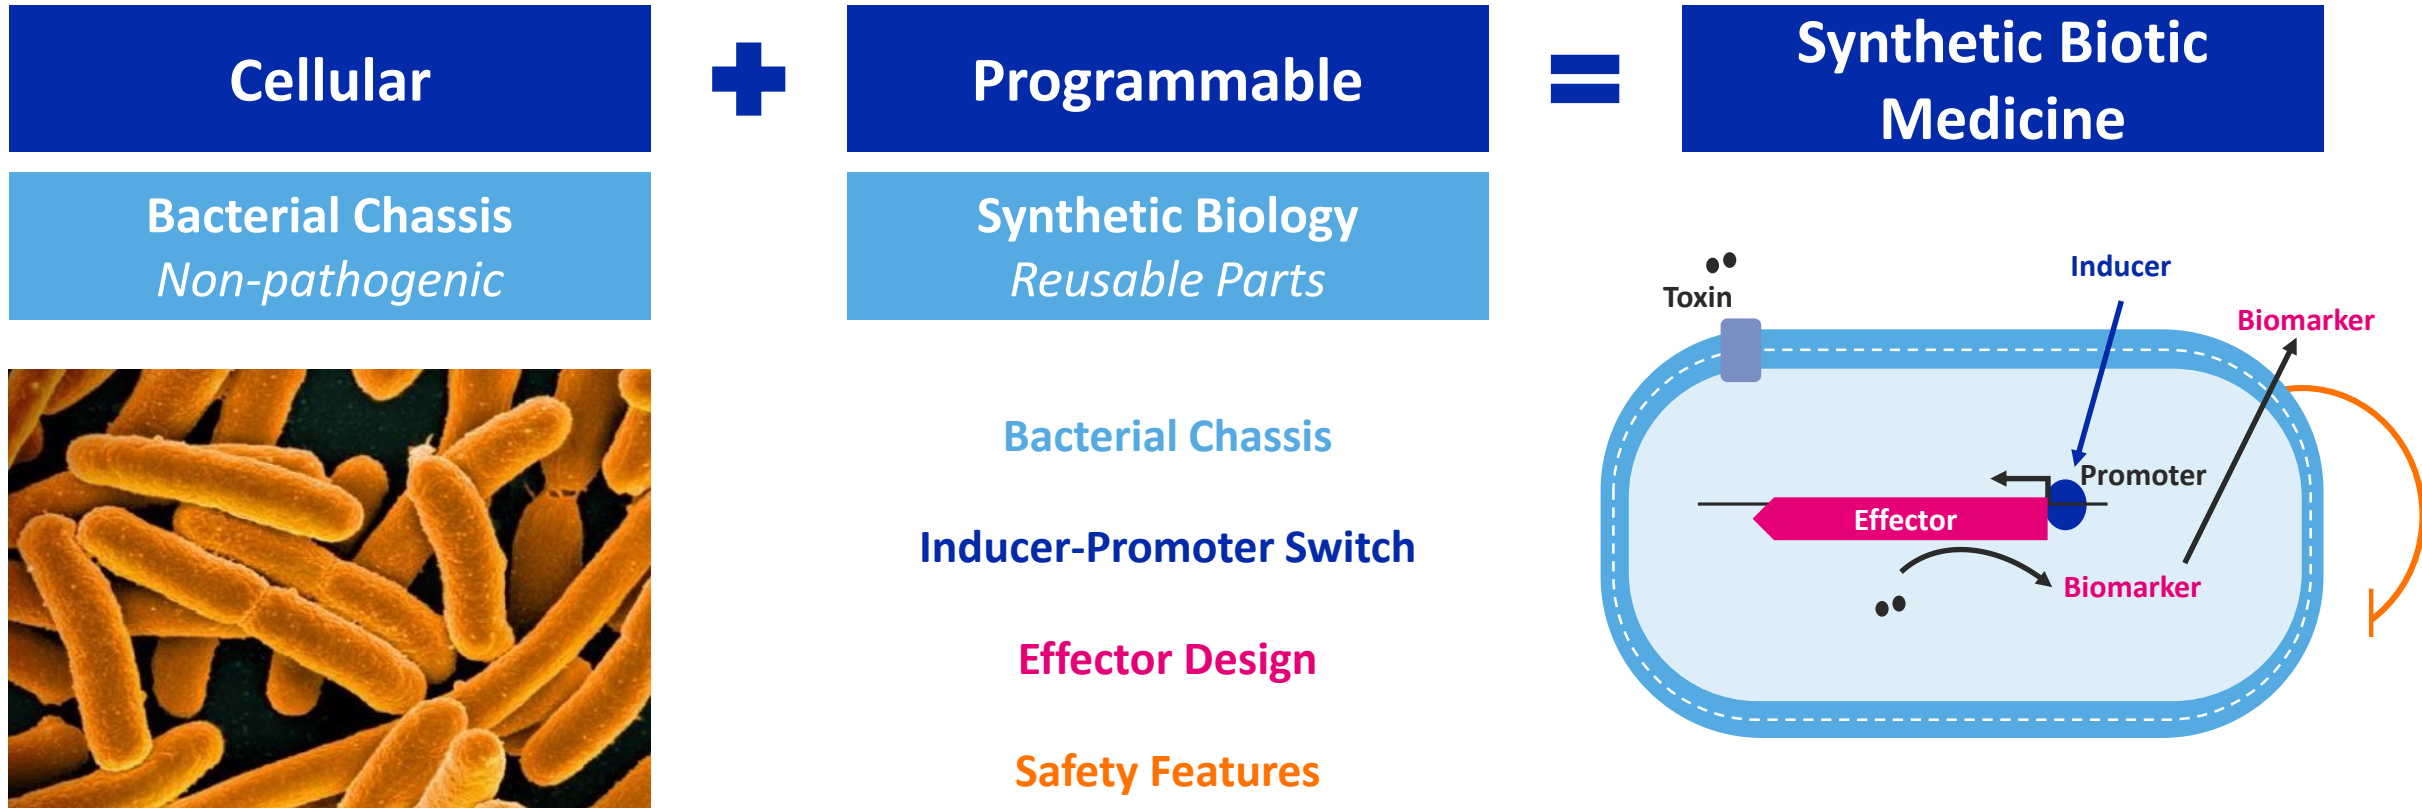 Cellular
Programmable
Synthetic Biotic
Medicine
Bacterial Chassis
Non-pathogenic
Synthetic Biology
Reusable Parts
Bacterial Chassis
Inducer-Promoter Switch
Effector Design
Safety Features
Toxin
Inducer
Biomarker
Promoter
Effector
Biomarker